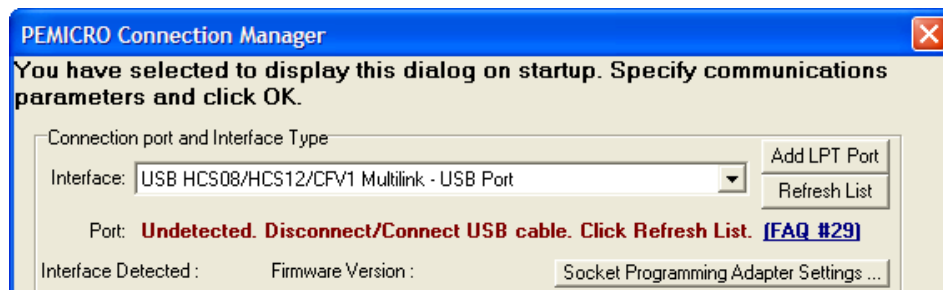 PEMICRO Connection Manager
You have selected to display this dialog on startup. Specify communications
parameters and click OK.
Connection port and Interface Type
Add LPT Port
Interface: USB HCS08/HCS12/CFV1 Multilink - USB Port
Refresh List
Port: Undetected. Disconnect/Connect USB cable. Click Refresh List. (FAQ #29)
Interface Detected : Firmware Version : Socket Programming Adapter Settings ...